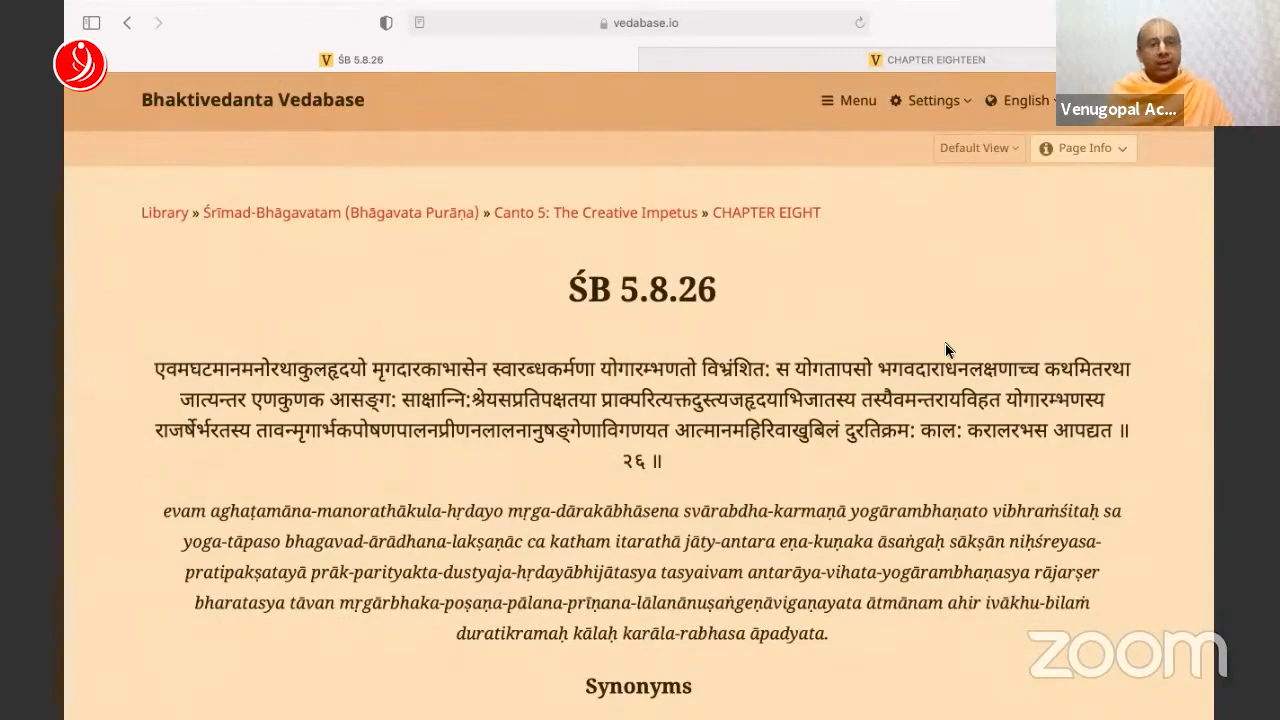 vedabase.io
ŚB 5.8.26
CHAPTER EIGHTEEN
Bhaktivedanta Vedabase
Menu
Settings
English
Venugopal Ac...
Default View
Page Info
Library » Śrīmad-Bhāgavatam (Bhāgavata Purāṇa) » Canto 5: The Creative Impetus » CHAPTER EIGHT
ŚB 5.8.26
एवमघटमानमनोरथाकुलहृदयो मृगदारकाभासेन स्वारब्धकर्मणा योगारम्भणतो विभ्रंशित: स योगतापसो भगवदाराधनलक्षणाच्च कथमितरथा
जात्यन्तर एणकुणक आसङ्ग: साक्षान्नि:श्रेयसप्रतिपक्षतया प्राक्परित्यक्तदुस्त्यजहृदयाभिजातस्य तस्यैवमन्तरायविहत योगारम्भणस्य
राजर्षेर्भरतस्य तावन्मृगार्भकपोषणपालनप्रीणनलालनानुषङ्गेणाविगणयत आत्मानमहिरिवाखुबिलं दुरतिक्रम: काल: करालरभस आपद्यत ॥
२६ ॥
evam aghaṭamāna-manorathākula-hṛdayo mṛga-dārakābhāsena svārabdha-karmaṇā yogārambhaṇato vibhraṁśitaḥ sa
yoga-tāpaso bhagavad-ārādhana-lakṣaṇāc ca katham itarathā jāty-antara eṇa-kuṇaka āsaṅgaḥ sākṣān niḥśreyasa-
pratipakṣatayā prāk-parityakta-dustyaja-hṛdayābhijātasya tasyaivam antarāya-vihata-yogārambhaṇasya rājarṣer
bharatasya tāvan mṛgārbhaka-poṣaṇa-pālana-prīṇana-lālanānuṣaṅgeṇāvigaṇayata ātmānam ahir ivākhu-bilaṁ
duratikramaḥ kālaḥ karāla-rabhasa āpadyata.
Synonyms
zoom